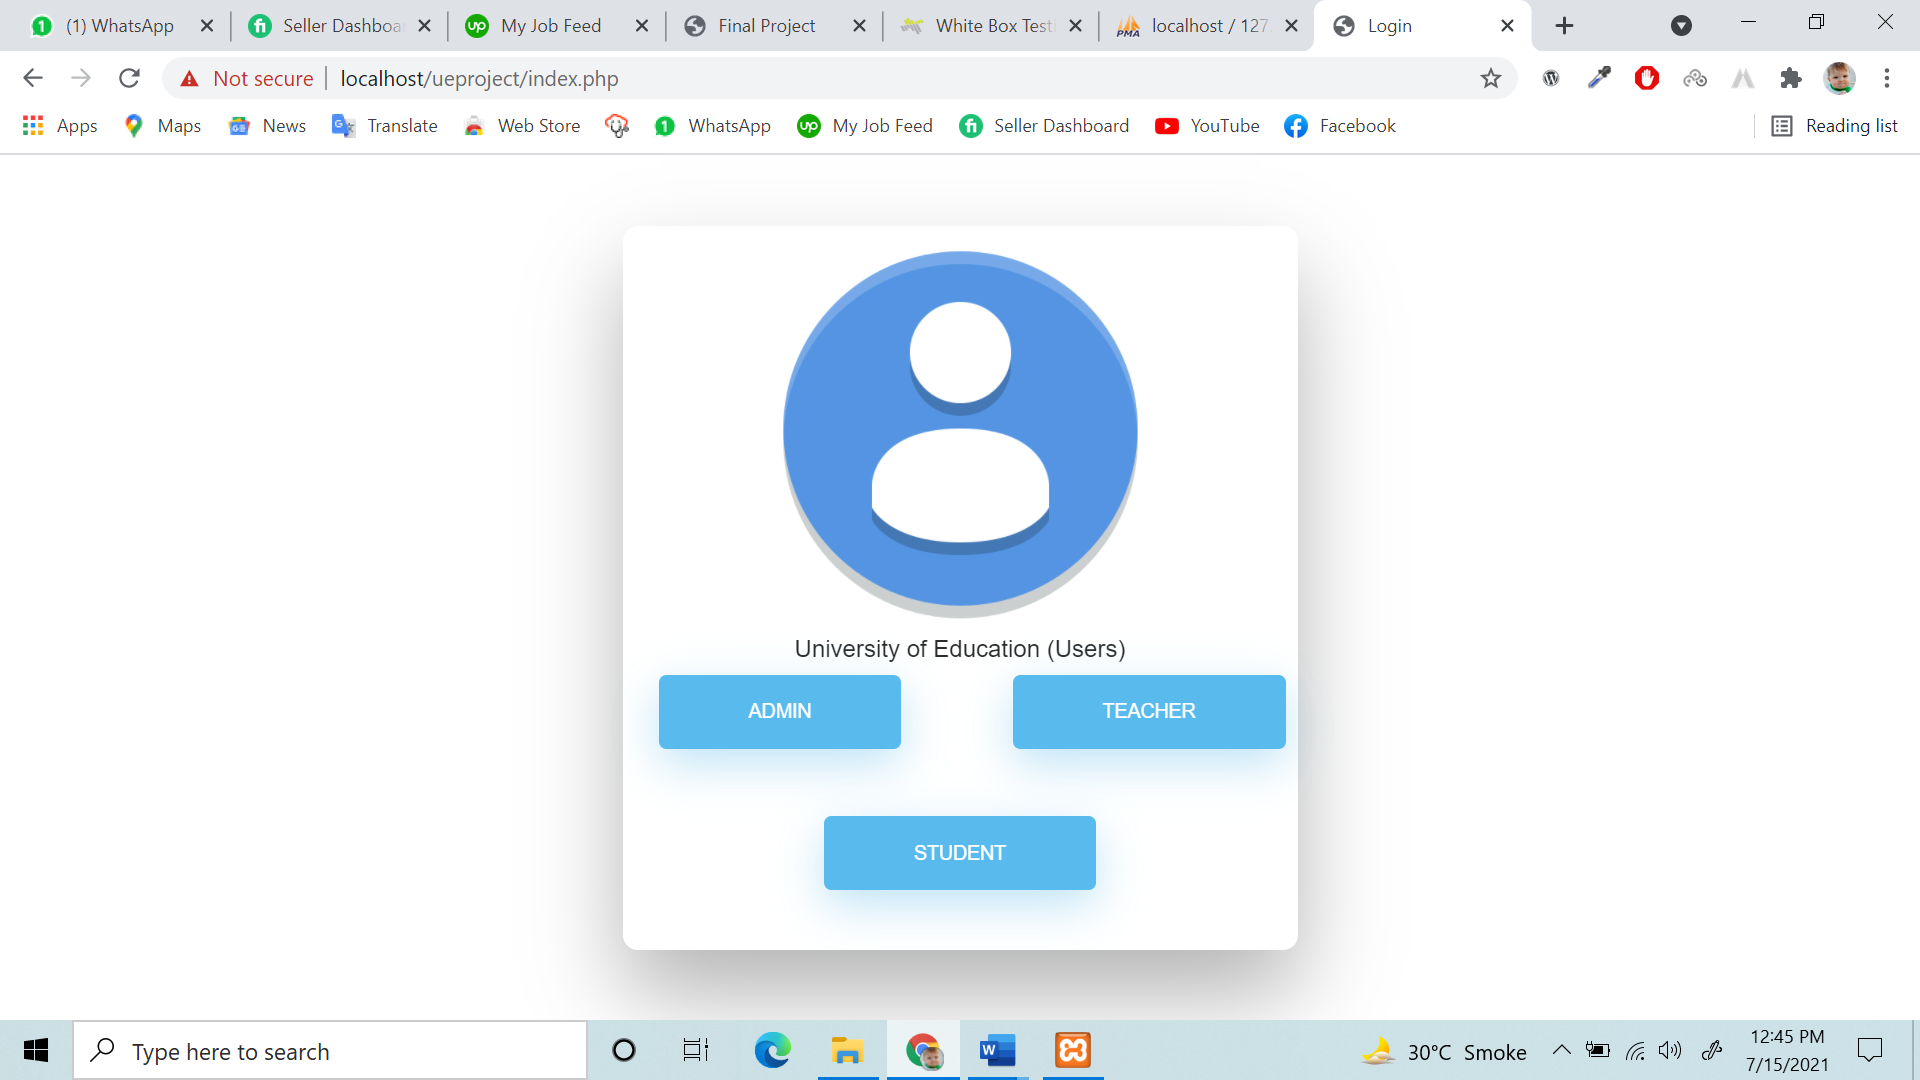 (1) WhatsApp
Seller Dashboa
My Job Feed
Final Project
White Box Testi
localhost / 127.
Login
Not secure
localhost/ueproject/index.php
Apps
Maps
News
Translate
Web Store
WhatsApp
My Job Feed
Seller Dashboard
YouTube
Facebook
Reading list
University of Education (Users)
ADMIN
TEACHER
STUDENT
Type here to search
30°C Smoke
12:45 PM
7/15/2021